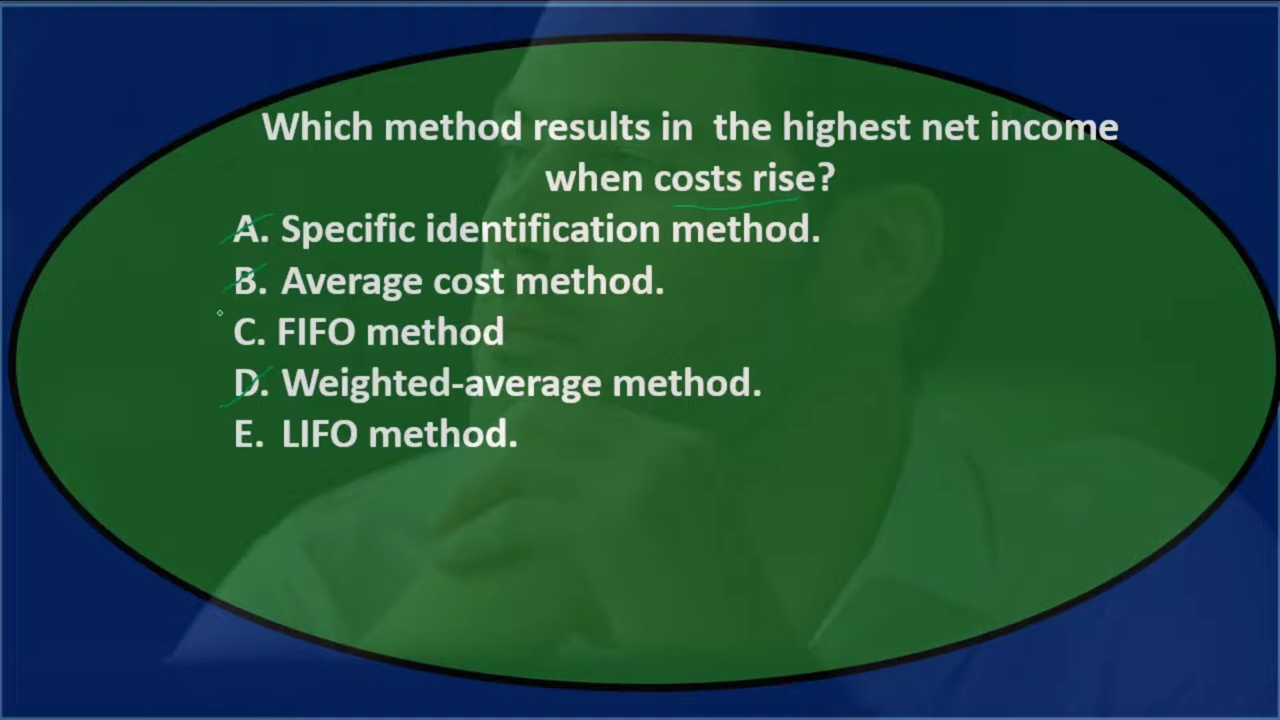 Which method results in the highest net income
when costs rise?
A. Specific identification method.
B. Average cost method.
C. FIFO method
D. Weighted-average method.
E. LIFO method.